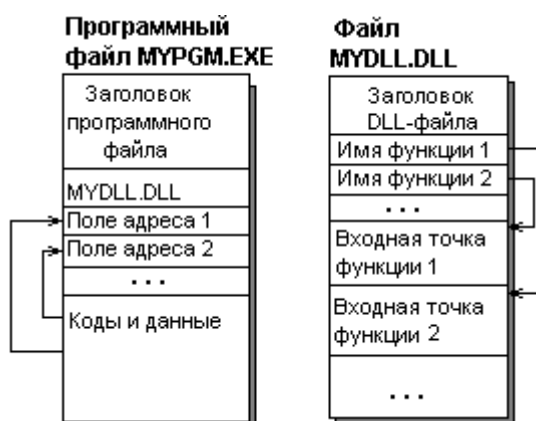 Программный
файл MYPGM.EXE
Заголовок
программного
файла
MYDLL.DLL
Поле адреса 1
Поле адреса 2
...
Коды и данные
Файл
MYDLL.DLL
Заголовок
DLL-файла
Имя функции 1
Имя функции 2
...
Входная точка
функции 1
Входная точка
функции 2
...